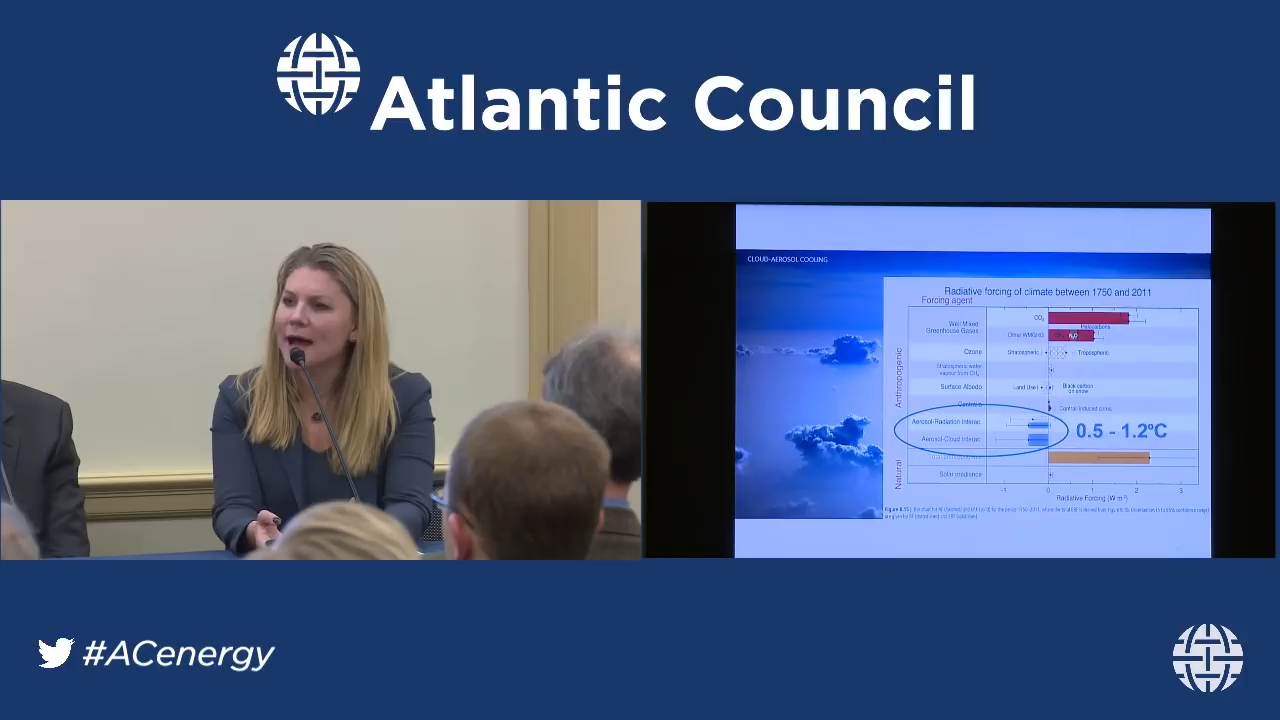 Atlantic Council
CLOUD-AEROSOL COOLING
Radiative forcing of climate between 1750 and 2011
Forcing agent
Anthropogenic
Natural
Well Mixed
Greenhouse Gases
CO₂
Halocarbons
Other WMGHG
N₂O
Ozone
Stratospheric
Tropospheric
Stratospheric water
vapour from CH₄
Surface Albedo
Land Use
Black carbon
on snow
Contrails
Contrail induced cirrus
Aerosol-Radiation Interac.
Aerosol-Cloud Interac.
0.5 - 1.2ºC
Solar irradiance
-1 0 1 2 3
Radiative Forcing (W m⁻²)
#ACenergy